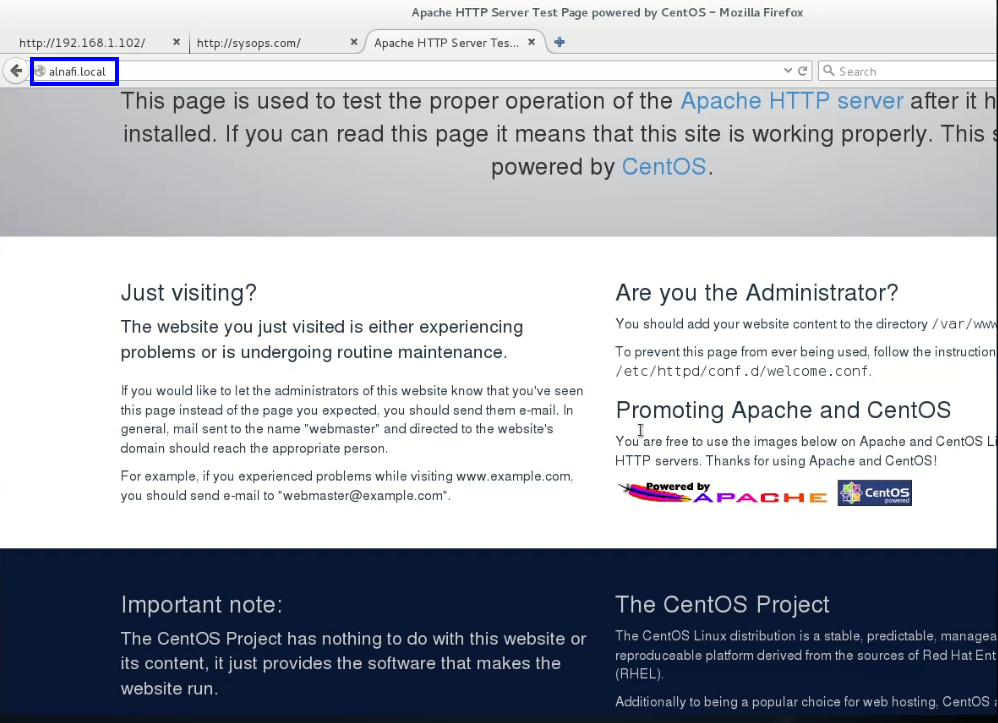 Apache HTTP Server Test Page powered by CentOS - Mozilla Firefox
http://192.168.1.102/ × http://sysops.com/ × Apache HTTP Server Tes... ×
alnafi.local Search
This page is used to test the proper operation of the Apache HTTP server after it h
installed. If you can read this page it means that this site is working properly. This s
powered by CentOS.
Just visiting?
The website you just visited is either experiencing
problems or is undergoing routine maintenance.
If you would like to let the administrators of this website know that you've seen
this page instead of the page you expected, you should send them e-mail. In
general, mail sent to the name "webmaster" and directed to the website's
domain should reach the appropriate person.
For example, if you experienced problems while visiting www.example.com,
you should send e-mail to "webmaster@example.com".
Are you the Administrator?
You should add your website content to the directory /var/www
To prevent this page from ever being used, follow the instruction
/etc/httpd/conf.d/welcome.conf.
Promoting Apache and CentOS
You are free to use the images below on Apache and CentOS Li
HTTP servers. Thanks for using Apache and CentOS!
Powered by
APACHE
CentOS
powered
Important note:
The CentOS Project has nothing to do with this website or
its content, it just provides the software that makes the
website run.
The CentOS Project
The CentOS Linux distribution is a stable, predictable, managea
reproduceable platform derived from the sources of Red Hat Ent
(RHEL).
Additionally to being a popular choice for web hosting, CentOS a